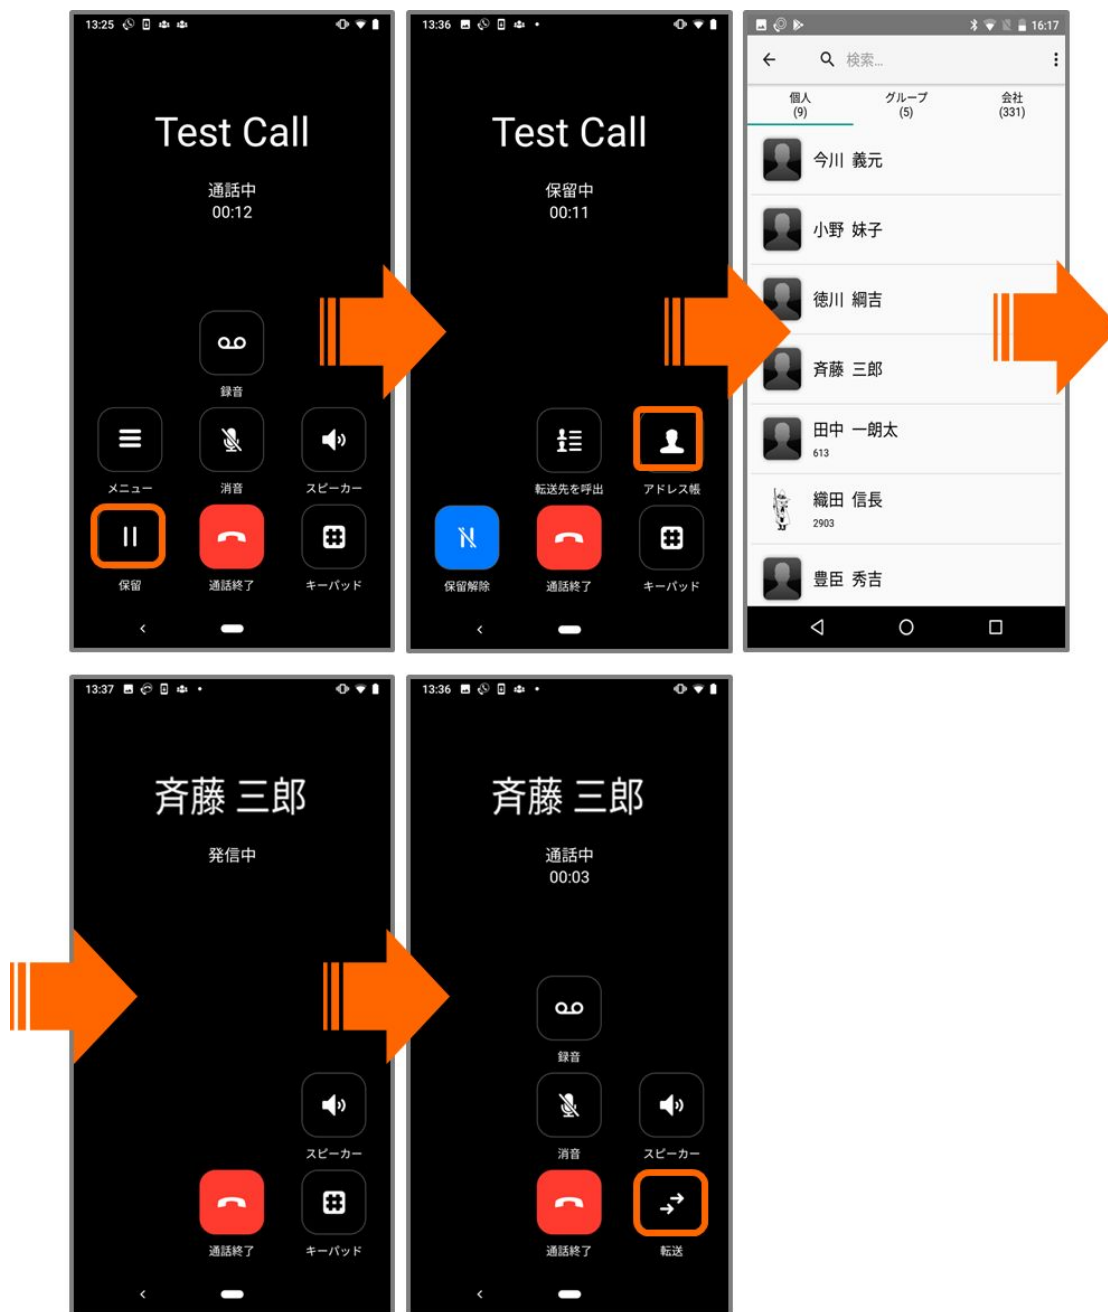 13:25
Test Call
通話中
00:12
録音
メニュー
消音
スピーカー
保留
通話終了
キーパッド
13:36
Test Call
保留中
00:11
転送先を呼出
アドレス帳
保留解除
通話終了
キーパッド
16:17
検索...
個人
(9)
グループ
(5)
会社
(331)
今川 義元
小野 妹子
徳川 綱吉
斉藤 三郎
田中 一朗太
613
織田 信長
2903
豊臣 秀吉
13:37
斉藤 三郎
発信中
スピーカー
通話終了
キーパッド
13:36
斉藤 三郎
通話中
00:03
録音
消音
スピーカー
通話終了
転送